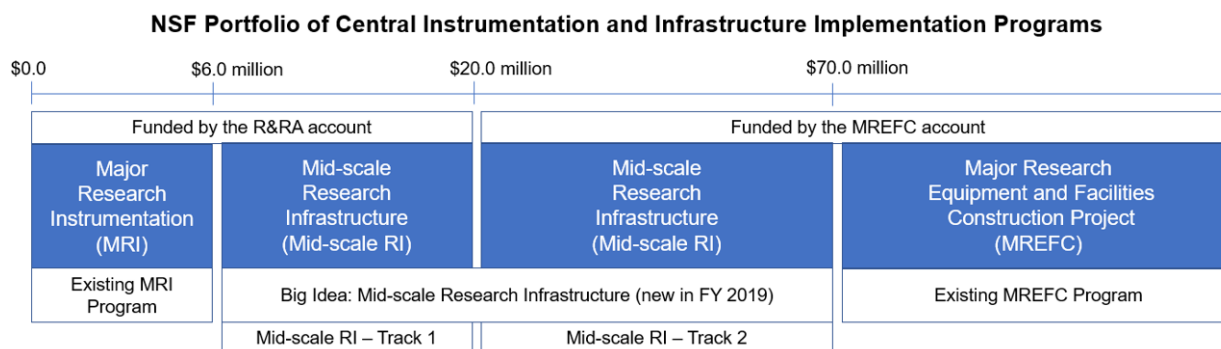 NSF Portfolio of Central Instrumentation and Infrastructure Implementation Programs
$0.0
$6.0 million
$20.0 million
$70.0 million
Funded by the R&RA account
Funded by the MREFC account
Major
Research
Instrumentation
(MRI)
Mid-scale
Research
Infrastructure
(Mid-scale RI)
Mid-scale
Research
Infrastructure
(Mid-scale RI)
Major Research
Equipment and Facilities
Construction Project
(MREFC)
Existing MRI
Program
Big Idea: Mid-scale Research Infrastructure (new in FY 2019)
Existing MREFC Program
Mid-scale RI – Track 1
Mid-scale RI – Track 2